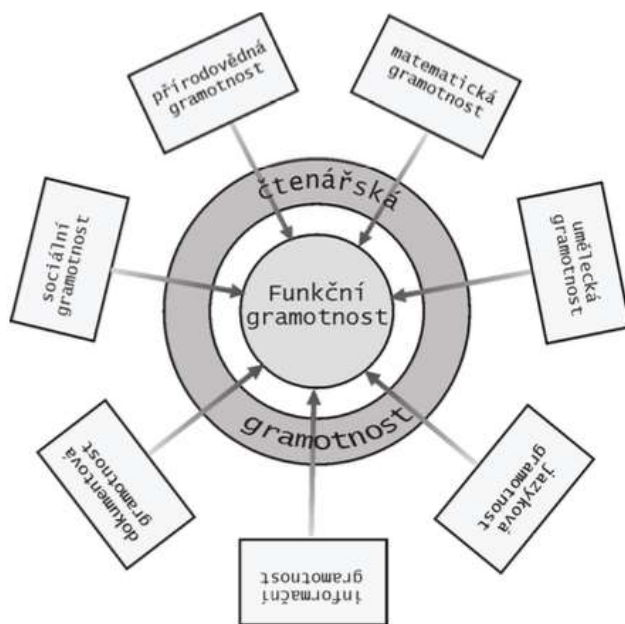 přírodovědná
gramotnost
matematická
gramotnost
čtenářská
gramotnost
sociální
gramotnost
umělecká
gramotnost
Funkční
gramotnost
dokumentová
gramotnost
jazyková
gramotnost
informační
gramotnost